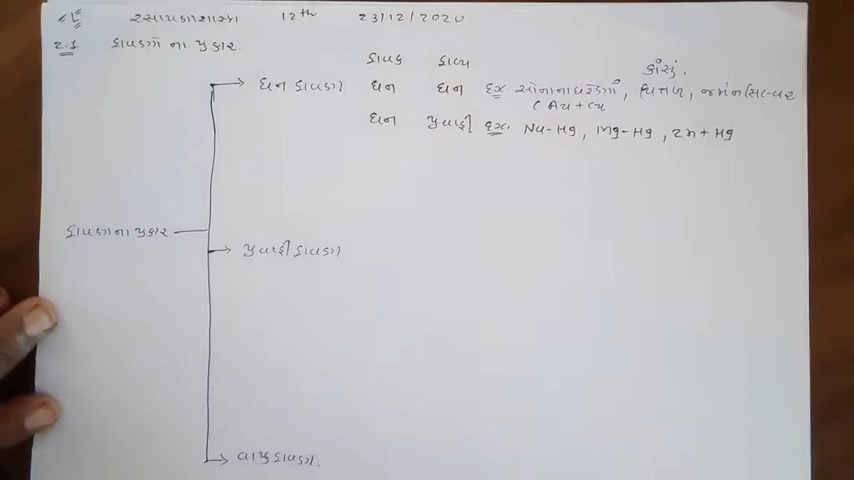 રસાયણશાસ્ત્ર 12th 23/12/2020
2.1 દ્રાવણોના પ્રકાર.
દ્રાવક દ્રાવ્ય
કાંસું.
ઘન દ્રાવણ ઘન ઘન Ex સોનાના ઘરેણાં, પિત્તળ, જર્મન સિલ્વર
(Au + Cu
ઘન પ્રવાહી Ex. Na-Hg, Mg-Hg, Zn + Hg
દ્રાવણના પ્રકાર
પ્રવાહી દ્રાવણ
વાયુ દ્રાવણ.